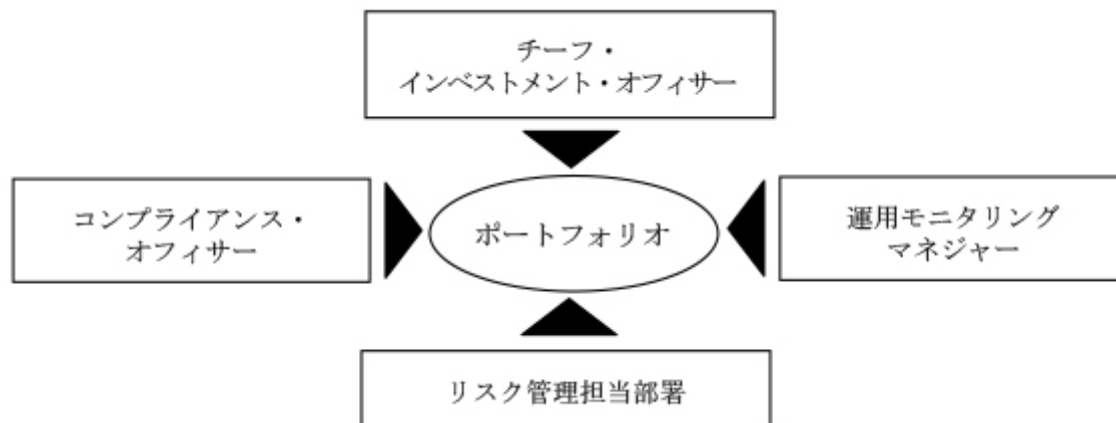 チーフ・
インベストメント・オフィサー
コンプライアンス・
オフィサー
ポートフォリオ
運用モニタリング
マネジャー
リスク管理担当部署